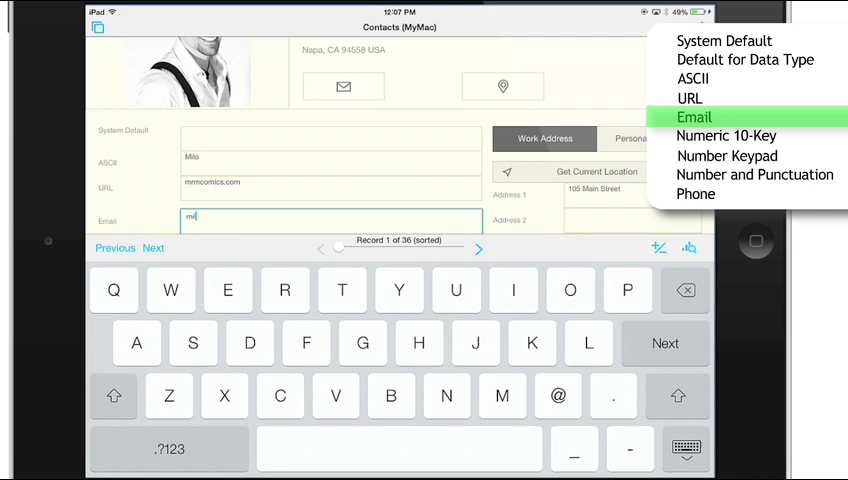 iPad
12:07 PM
49%
Contacts (MyMac)
Napa, CA 94558 USA
System Default
Default for Data Type
ASCII
URL
Email
Numeric 10-Key
Number Keypad
Number and Punctuation
Phone
System Default
ASCII
Milo
URL
mrmcomics.com
Email
mil
Work Address
Persona
Get Current Location
Address 1
105 Main Street
Address 2
Previous Next
Record 1 of 36 (sorted)
Q W E R T Y U I O P
A S D F G H J K L Next
Z X C V B N M @ .
.?123 _ -